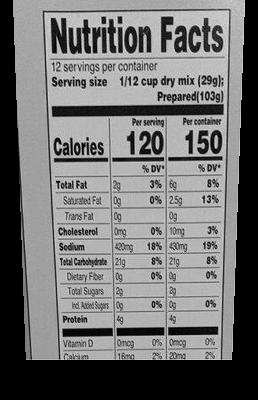 Nutrition Facts
12 servings per container
Serving size 1/12 cup dry mix (29g);
Prepared(103g)
Per serving Per container
Calories 120 150
% DV* % DV*
Total Fat 2g 3% 6g 8%
Saturated Fat 0g 0% 2.5g 13%
Trans Fat 0g 0g
Cholesterol 0mg 0% 10mg 3%
Sodium 420mg 18% 430mg 19%
Total Carbohydrate 21g 8% 21g 8%
Dietary Fiber 0g 0% 0g 0%
Total Sugars 2g 2g
Incl. Added Sugars 0g 0% 0g 0%
Protein 4g 4g
Vitamin D 0mcg 0% 0mcg 0%
Calcium 16mg 2% 20mg 2%